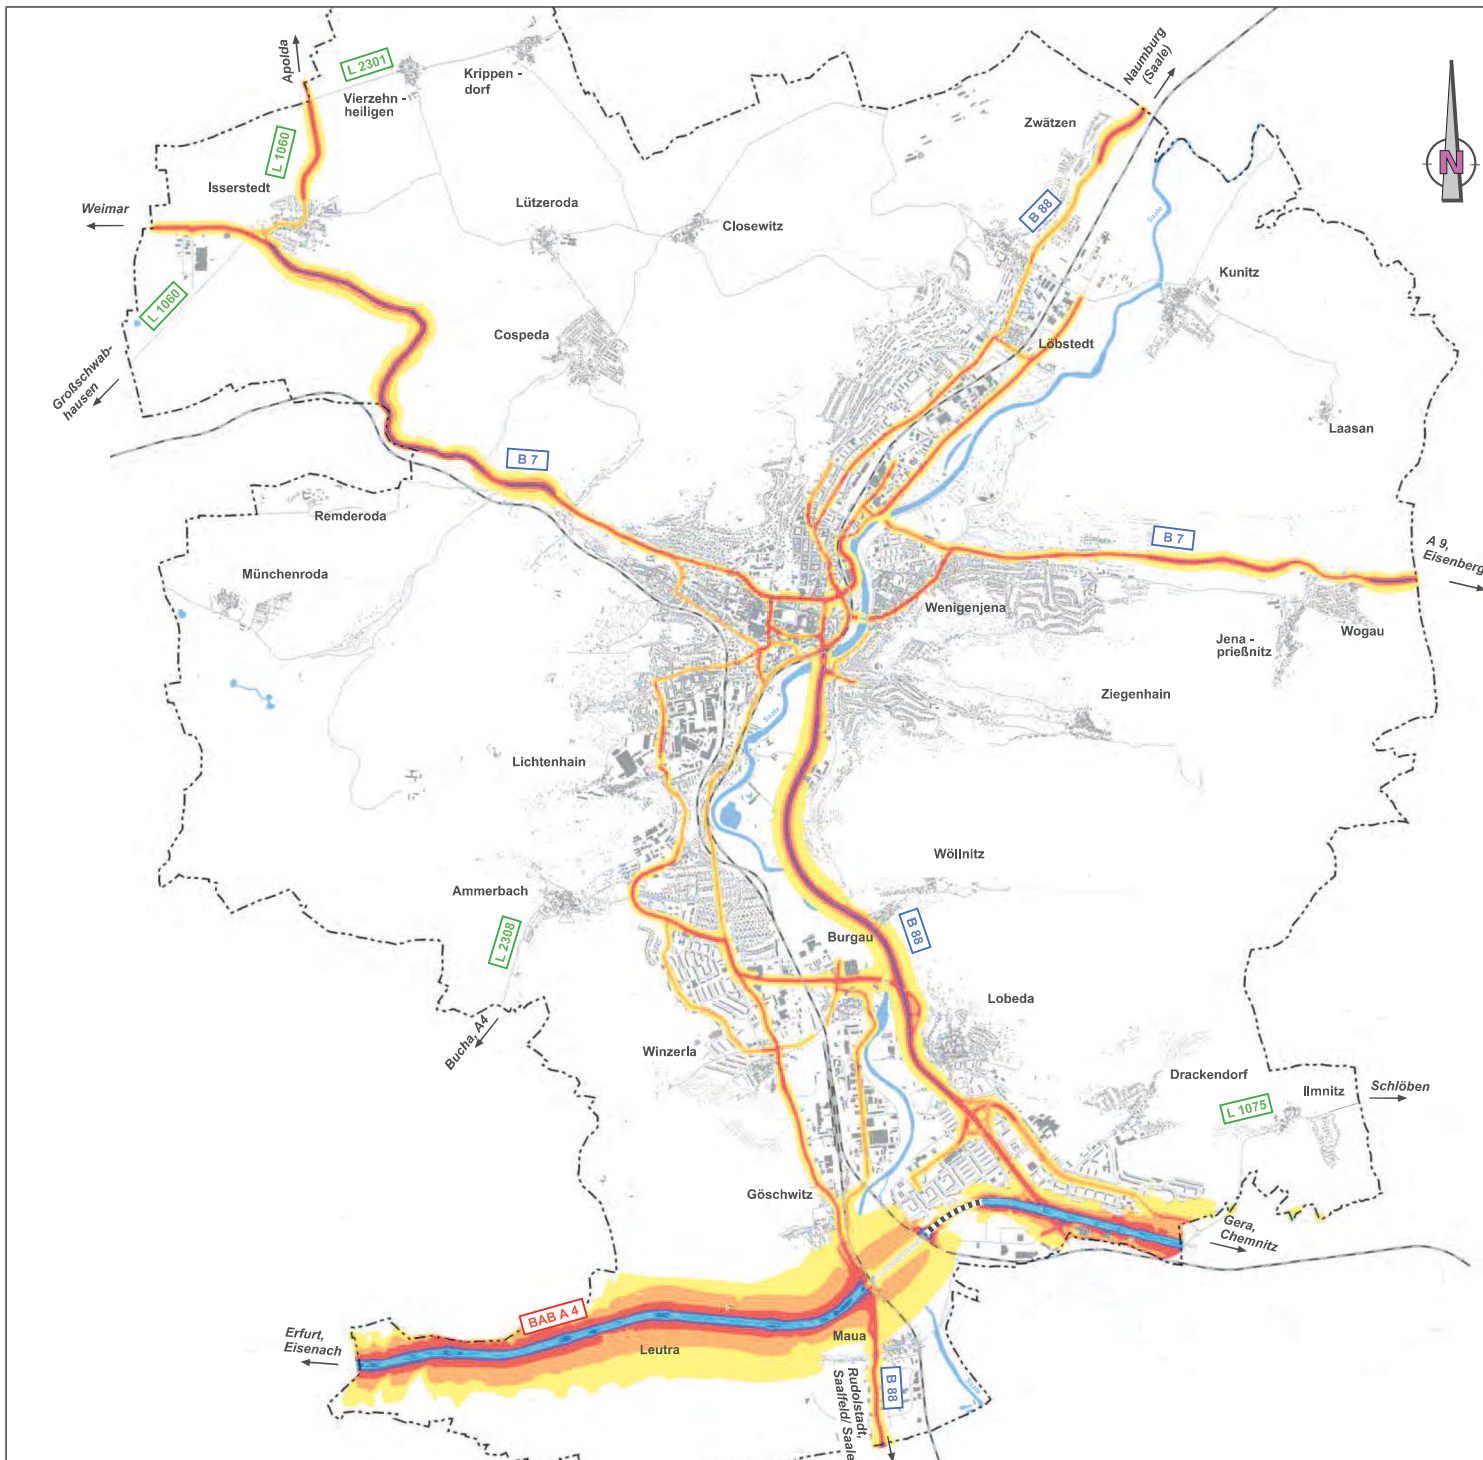 Apolda
L 2301
Vierzehn -
heiligen
Krippen -
dorf
Naumburg
(Saale)
Zwätzen
N
L 1060
Isserstedt
Weimar
Lützeroda
Closewitz
B 88
Saale
Kunitz
L 1060
Cospeda
Löbstedt
Großschwab-
hausen
Laasan
B 7
Remderoda
B 7
A 9,
Eisenberg
Münchenroda
Wenigenjena
Wogau
Jena -
prießnitz
Ziegenhain
Saale
Lichtenhain
Wöllnitz
Ammerbach
B 88
L 2308
Burgau
Lobeda
Bucha, A4
Winzerla
Drackendorf
Ilmnitz
Schlöben
L 1075
Göschwitz
Gera,
Chemnitz
BAB A 4
Erfurt,
Eisenach
Leutra
Maua
Rudolstadt,
Saalfeld/ Saale
B 88
Saale